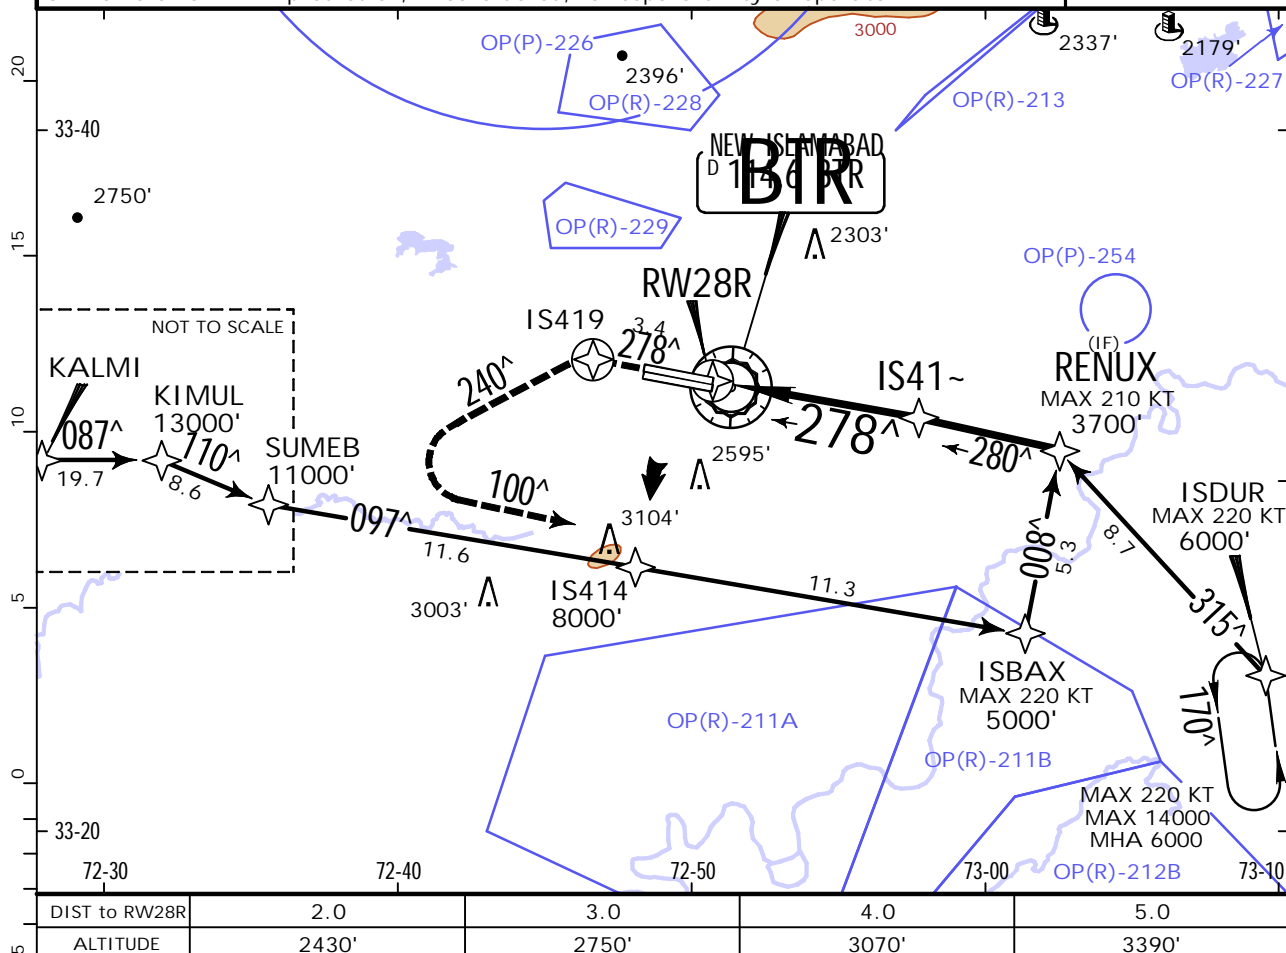 3000
2337'
2179'
OP(P)-226
2396'
OP(R)-228
OP(R)-213
OP(R)-227
20
33-40
NEW ISLAMABAD
D 114.6 BTR
BTR
2750'
OP(R)-229
2303'
15
OP(P)-254
RW28R
NOT TO SCALE
IS419
3.4
278^
(IF)
RENUX
MAX 210 KT
3700'
KALMI
KIMUL
13000'
240^
IS41~
10
087^
19.7
110^
8.6
SUMEB
11000'
278^
280^
2595'
100^
ISDUR
MAX 220 KT
6000'
3104'
097^
11.6
8.7
008^
5.3
IS414
8000'
11.3
3003'
315^
5
ISBAX
MAX 220 KT
5000'
170^
OP(R)-211A
OP(R)-211B
0
MAX 220 KT
MAX 14000
MHA 6000
33-20
72-30
72-40
72-50
73-00
73-10
OP(R)-212B
DIST to RW28R 2.0 3.0 4.0 5.0
ALTITUDE 2430' 2750' 3070' 3390'
5